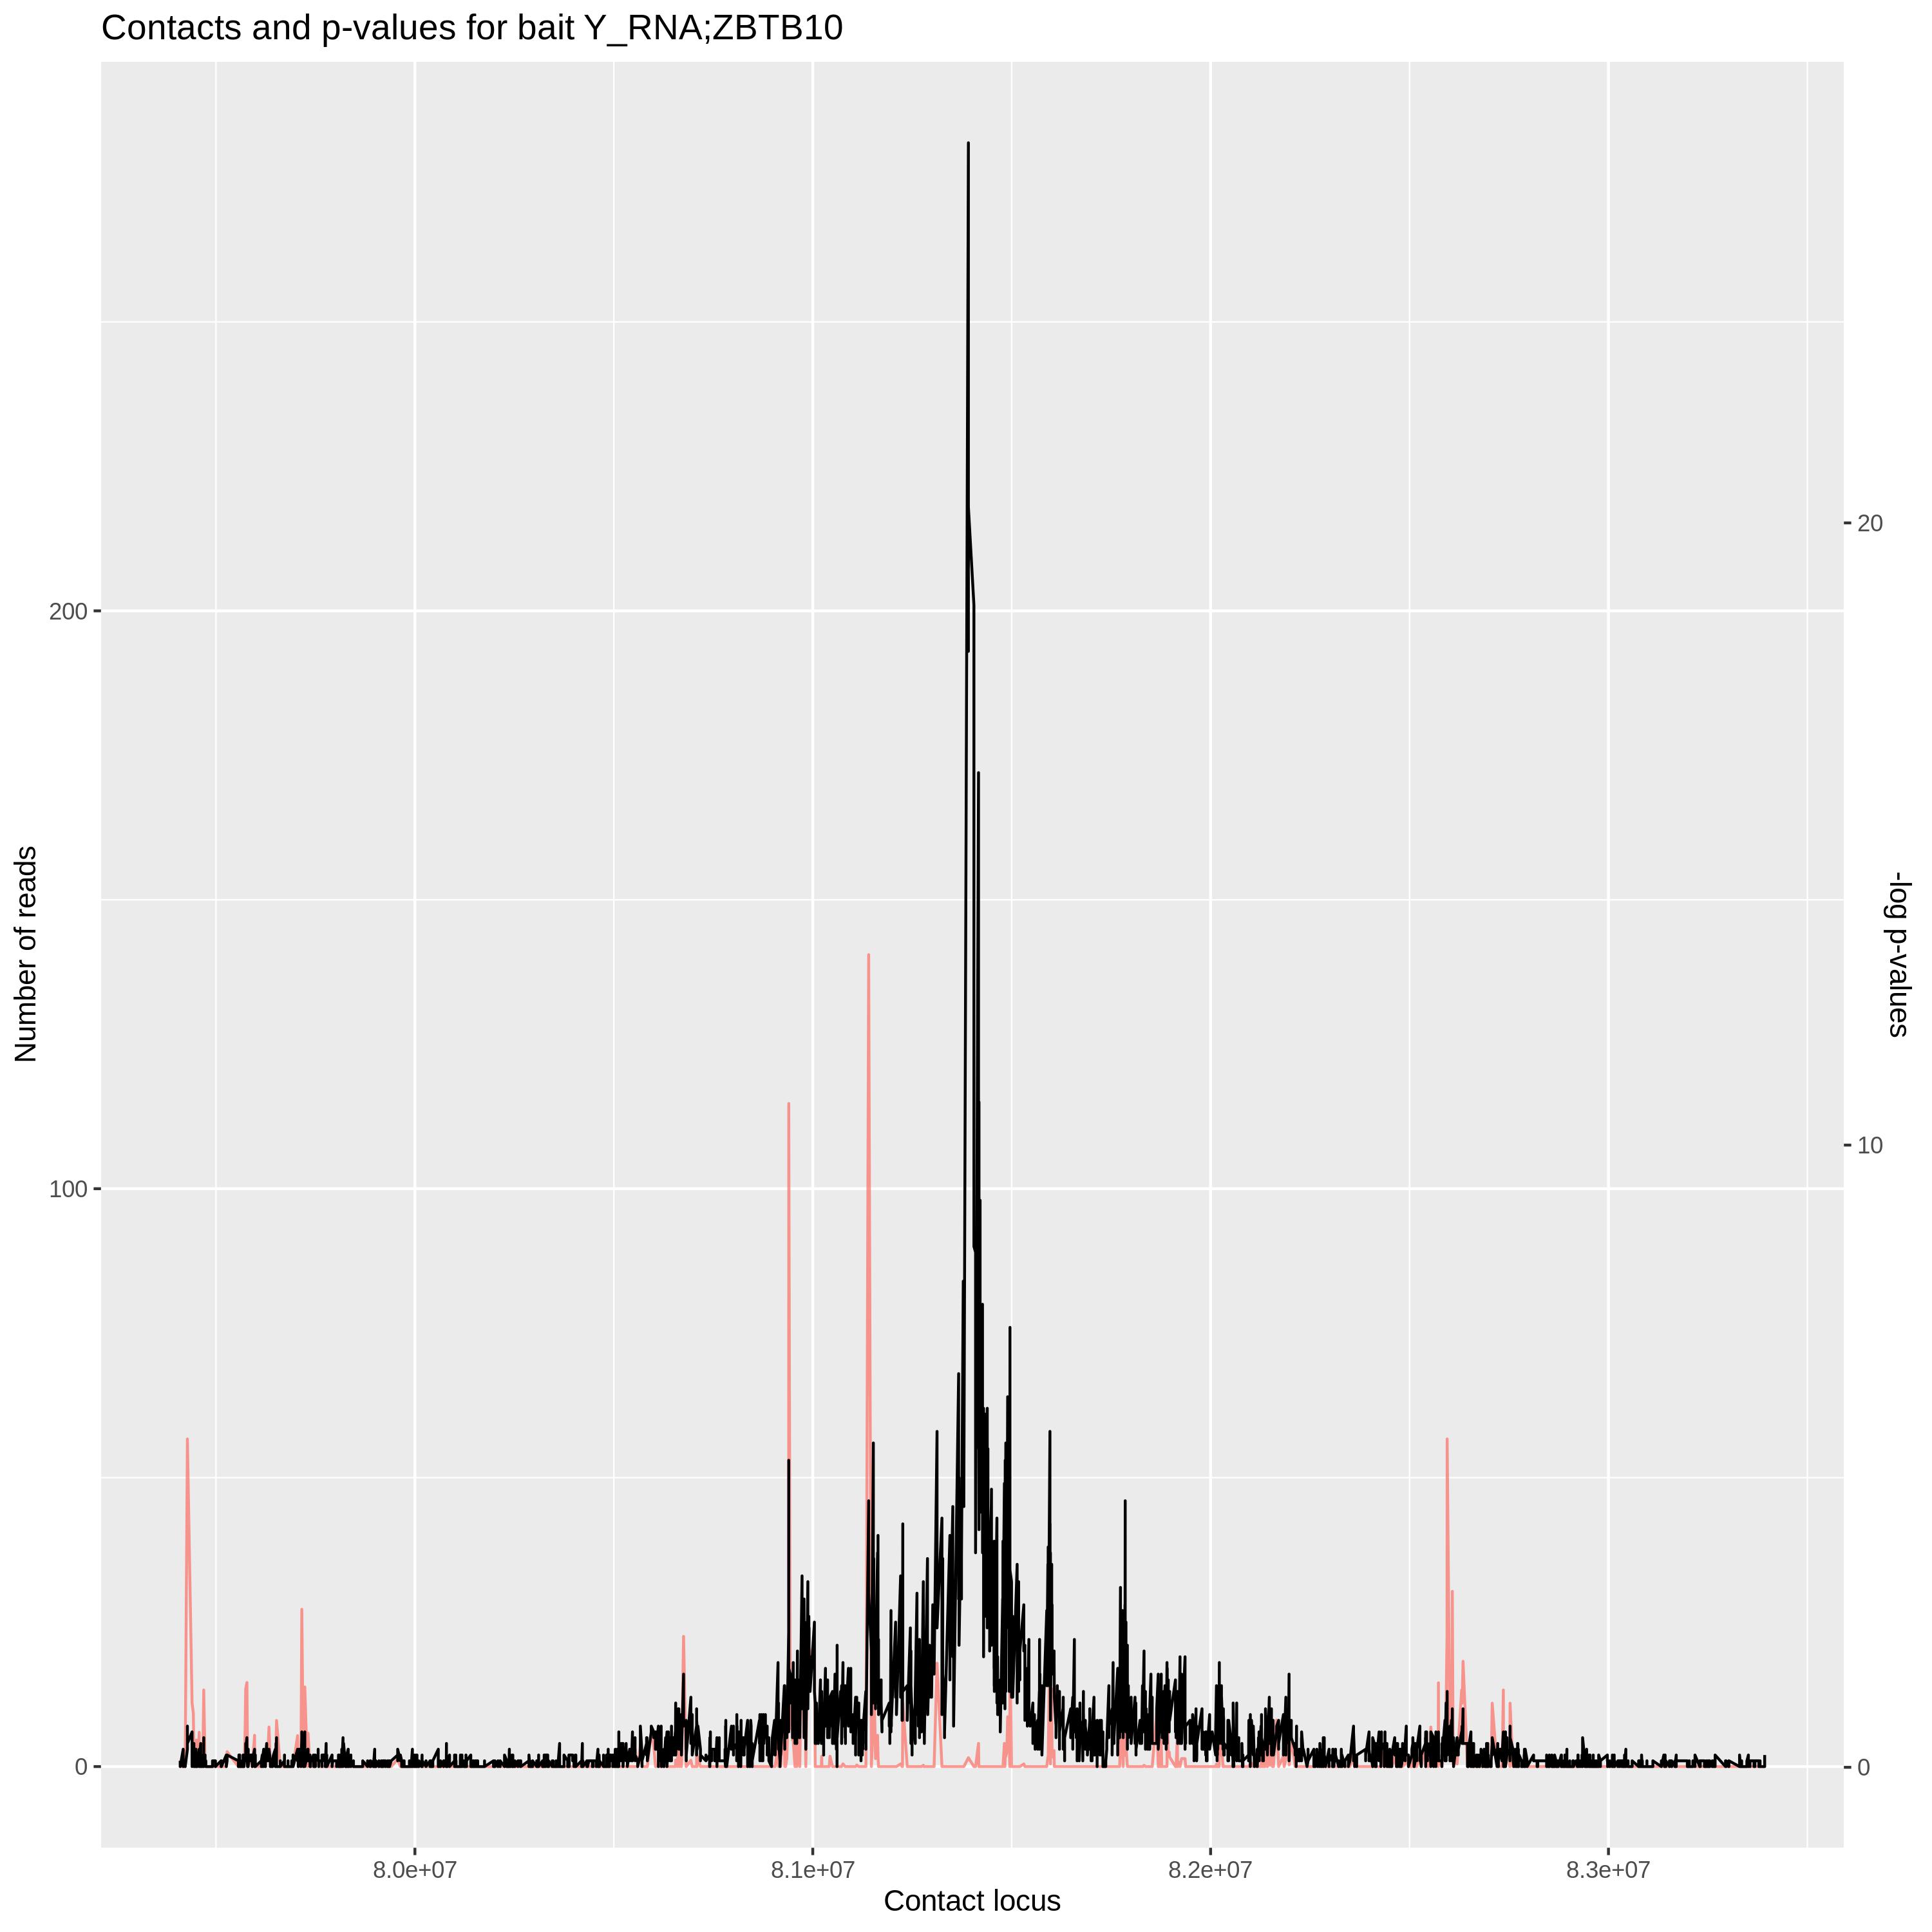 Contacts and p-values for bait Y_RNA;ZBTB10
Number of reads
200
100
0
20
10
0
-log p-values
8.0e+07
8.1e+07
8.2e+07
8.3e+07
Contact locus